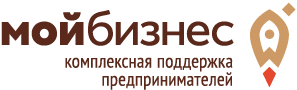 мойбизнес
комплексная поддержка
предпринимателей